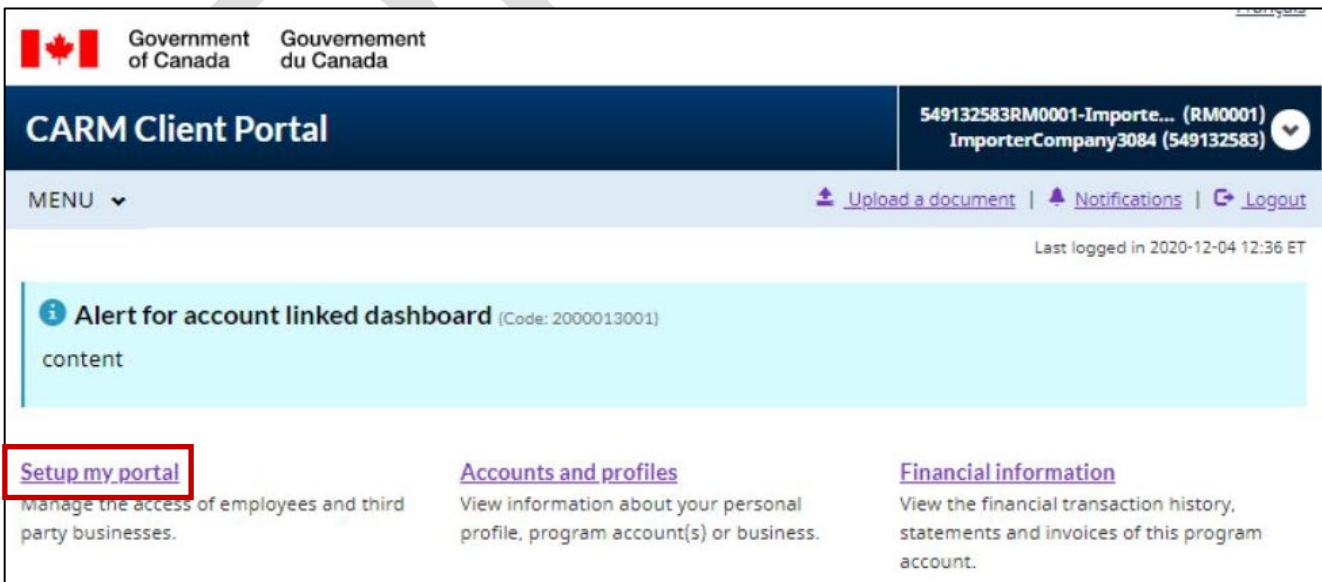 Français
Government Gouvernement
of Canada du Canada
CARM Client Portal
549132583RM0001-Importe... (RM0001)
ImporterCompany3084 (549132583)
MENU
Upload a document | Notifications | Logout
Last logged in 2020-12-04 12:36 ET
Alert for account linked dashboard (Code: 2000013001)
content
Setup my portal
Manage the access of employees and third
party businesses.
Accounts and profiles
View information about your personal
profile, program account(s) or business.
Financial information
View the financial transaction history,
statements and invoices of this program
account.